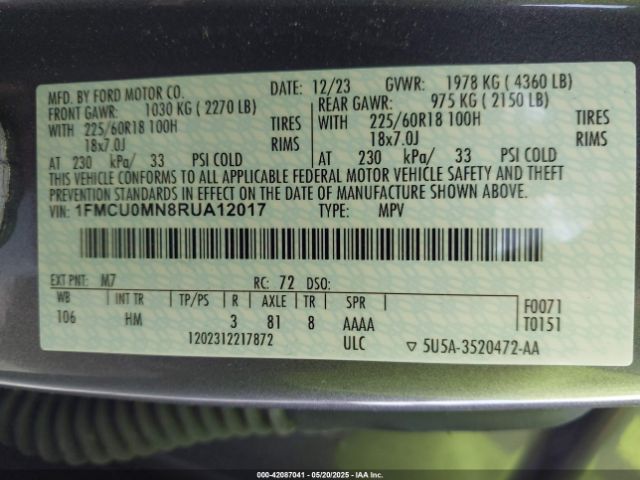 MFD. BY FORD MOTOR CO. DATE: 12/23 GVWR: 1978 KG ( 4360 LB)
FRONT GAWR: 1030 KG ( 2270 LB) REAR GAWR: 975 KG ( 2150 LB)
WITH 225/60R18 100H TIRES WITH 225/60R18 100H TIRES
18x7.0J RIMS 18x7.0J RIMS
AT 230 kPa/ 33 PSI COLD AT 230 kPa/ 33 PSI COLD
THIS VEHICLE CONFORMS TO ALL APPLICABLE FEDERAL MOTOR VEHICLE SAFETY AND THEFT
PREVENTION STANDARDS IN EFFECT ON THE DATE OF MANUFACTURE SHOWN ABOVE.
VIN: 1FMCU0MN8RUA12017 TYPE: MPV
EXT PNT: M7 RC: 72 DSO:
WB INT TR TP/PS R AXLE TR SPR F0071
106 HM 3 81 8 AAAA T0151
1202312217872 ULC ▽ 5U5A-3520472-AA
000-42087041 - 05/20/2025 - IAA Inc.